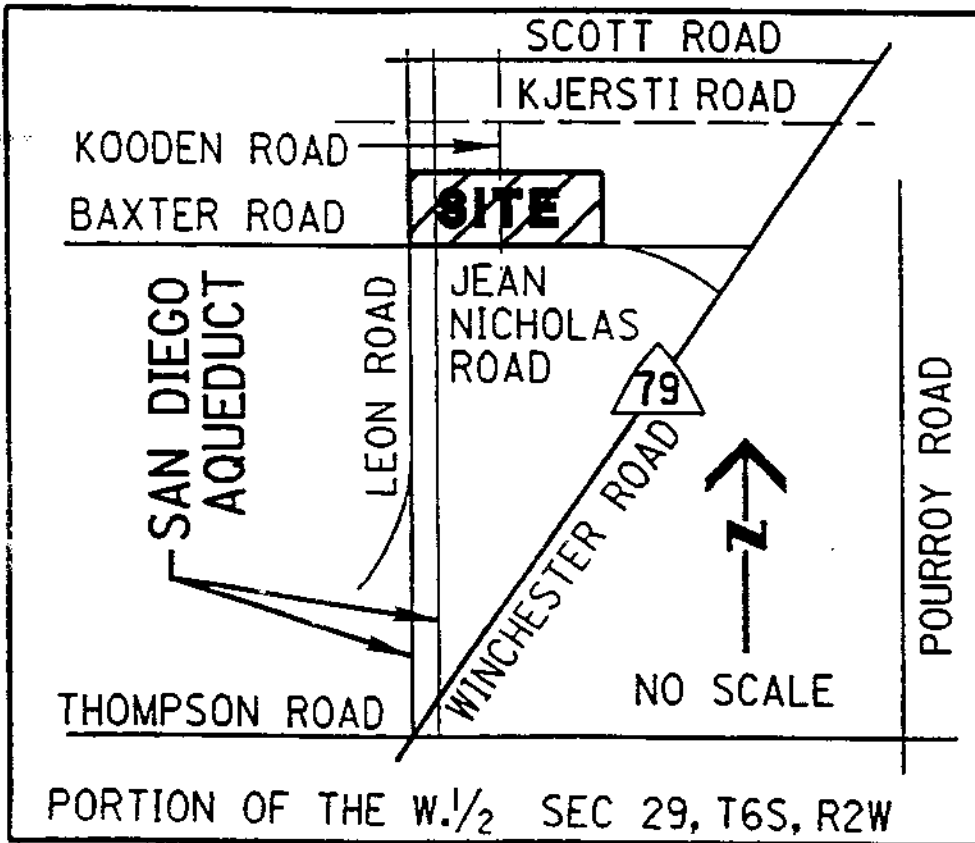 SCOTT ROAD
KJERSTI ROAD
KOODEN ROAD
SITE
BAXTER ROAD
JEAN
NICHOLAS
ROAD
SAN DIEGO
AQUEDUCT
LEON ROAD
79
WINCHESTER ROAD
POURROY ROAD
N
NO SCALE
THOMPSON ROAD
PORTION OF THE W.1/2 SEC 29, T6S, R2W